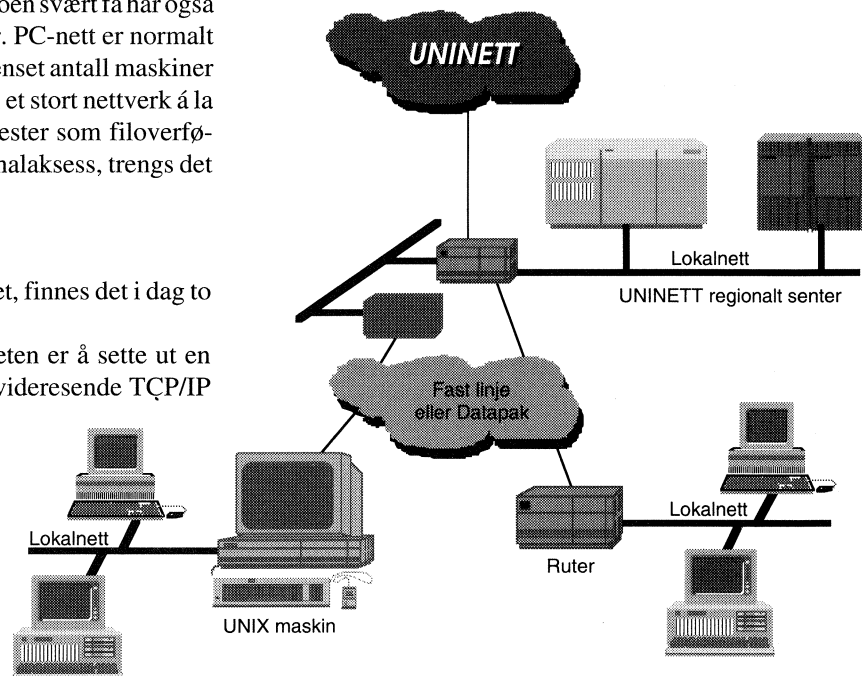 oen svært få har også
r. PC-nett er normalt
enset antall maskiner
et stort nettverk á la
ester som filoverfø-
nalaksess, trengs det
et, finnes det i dag to
eten er å sette ut en
videresende TCP/IP
UNINETT
Lokalnett
UNINETT regionalt senter
Fast linje
eller Datapak
Lokalnett
UNIX maskin
Ruter
Lokalnett